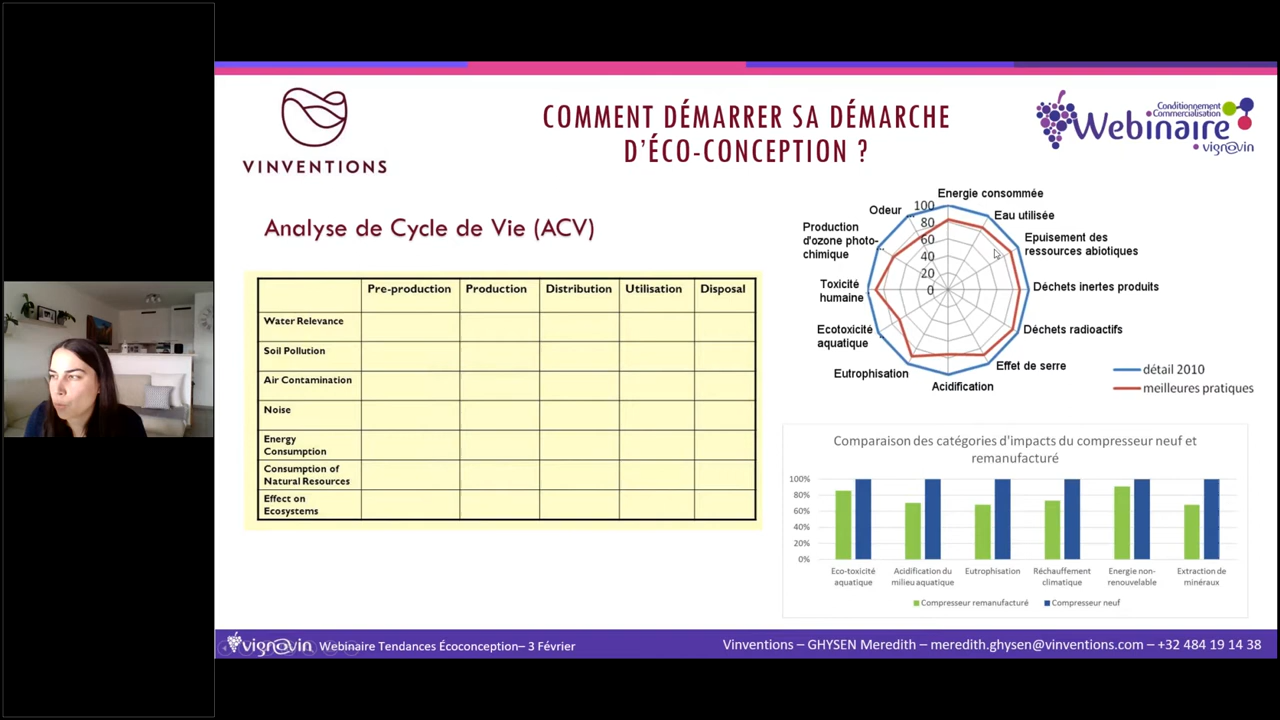 VINVENTIONS
COMMENT DÉMARRER SA DÉMARCHE
D'ÉCO-CONCEPTION ?
Conditionnement
Commercialisation
Webinaire
vign@vin
Analyse de Cycle de Vie (ACV)
Pre-production Production Distribution Utilisation Disposal
Water Relevance
Soil Pollution
Air Contamination
Noise
Energy
Consumption
Consumption of
Natural Resources
Effect on
Ecosystems
Energie consommée
Eau utilisée
Epuisement des
ressources abiotiques
Déchets inertes produits
Déchets radioactifs
Effet de serre
Acidification
Eutrophisation
Ecotoxicité
aquatique
Toxicité
humaine
Production
d'ozone photo-
chimique
Odeur
100
80
60
40
20
0
détail 2010
meilleures pratiques
Comparaison des catégories d'impacts du compresseur neuf et
remanufacturé
100%
80%
60%
40%
20%
0%
Eco-toxicité
aquatique
Acidification du
milieu aquatique
Eutrophisation
Réchauffement
climatique
Energie non-
renouvelable
Extraction de
minéraux
Compresseur remanufacturé Compresseur neuf
vign@vin Webinaire Tendances Écoconception– 3 Février
Vinventions – GHYSEN Meredith – meredith.ghysen@vinventions.com – +32 484 19 14 38